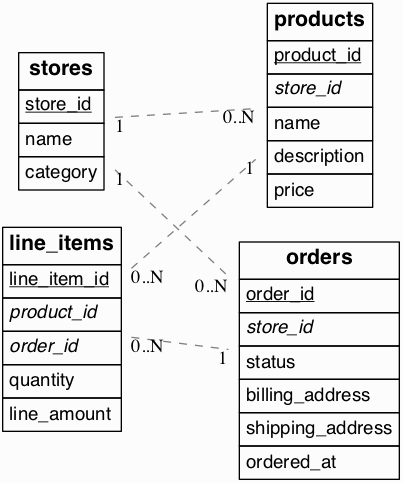 stores
store_id
name
category
products
product_id
store_id
name
description
price
1
0..N
1
1
0..N
0..N
0..N
1
line_items
line_item_id
product_id
order_id
quantity
line_amount
orders
order_id
store_id
status
billing_address
shipping_address
ordered_at